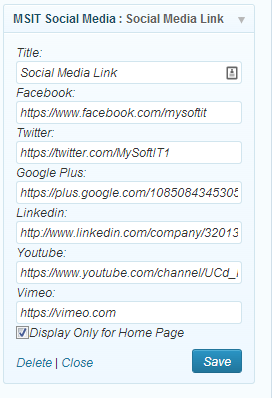 MSIT Social Media : Social Media Link
Title:
Social Media Link
Facebook:
https://www.facebook.com/mysoftit
Twitter:
https://twitter.com/MySoftIT1
Google Plus:
https://plus.google.com/1085084345305
Linkedin:
http://www.linkedin.com/company/32013
Youtube:
https://www.youtube.com/channel/UCd_
Vimeo:
https://vimeo.com
Display Only for Home Page
Delete | Close Save